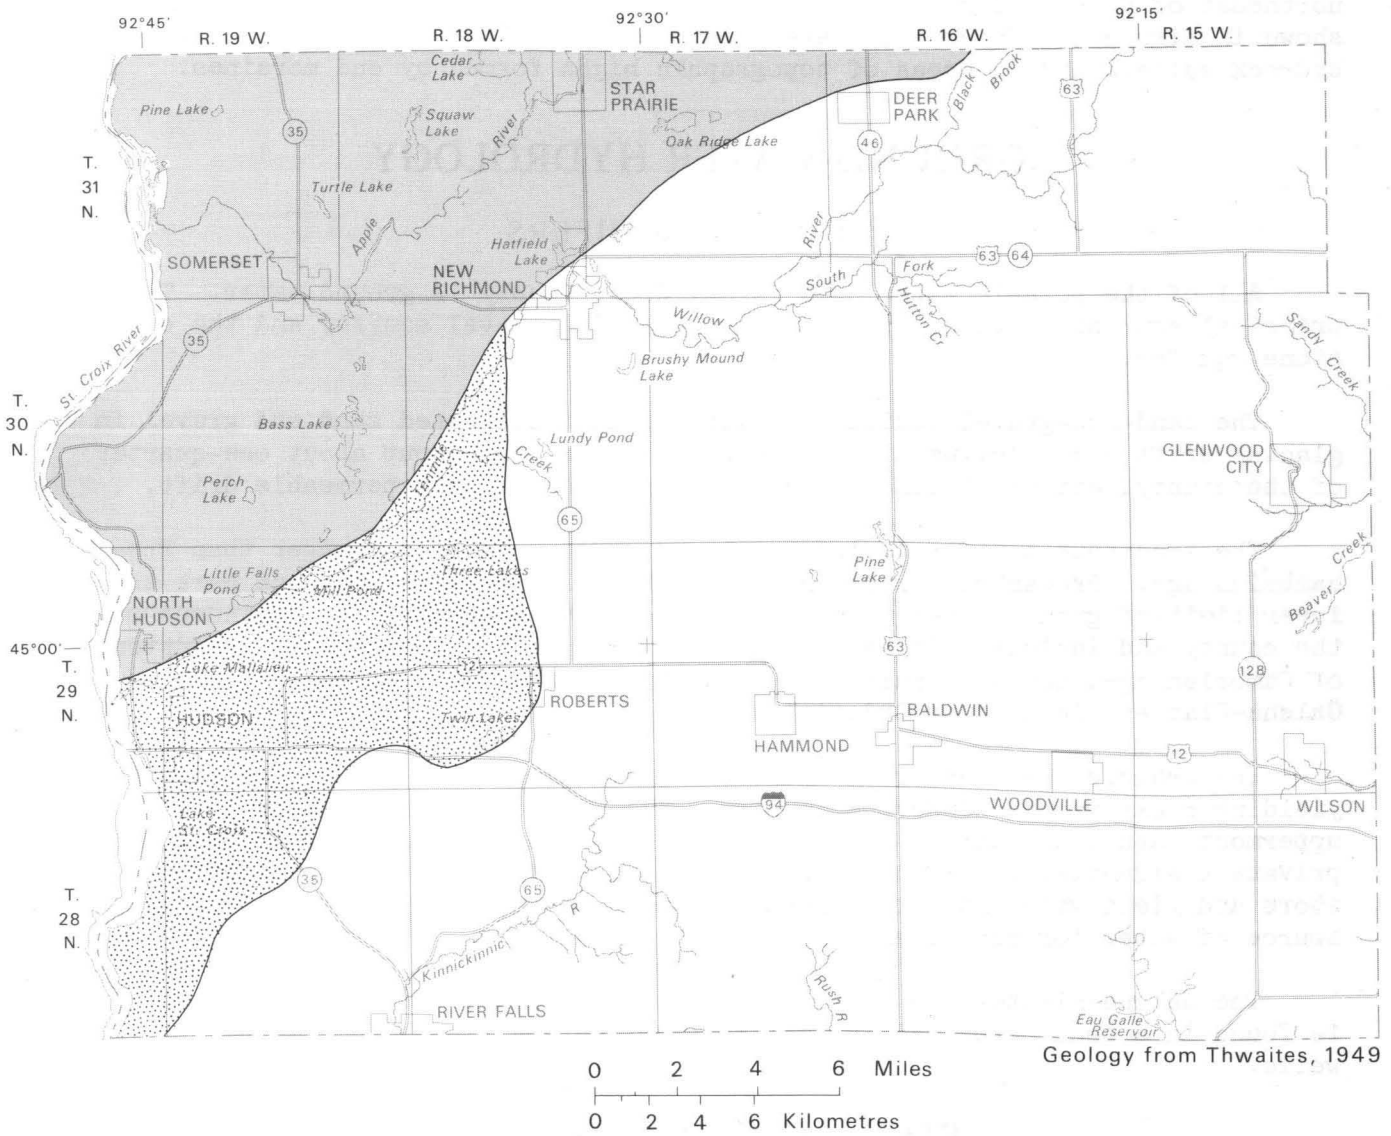 92°45'
92°30'
92°15'
R. 19 W.
R. 18 W.
R. 17 W.
R. 16 W.
R. 15 W.
Cedar
Lake
STAR
PRAIRIE
Black
Brook
63
DEER
PARK
Pine Lake
35
Squaw
Lake
River
Oak Ridge Lake
46
T.
31
N.
Turtle Lake
Apple
Hatfield
Lake
River
SOMERSET
NEW
RICHMOND
63
64
South
Fork
Hutton Cr.
Willow
Sandy
Creek
35
St. Croix River
Brushy Mound
Lake
T.
30
N.
Bass Lake
Lundy Pond
Creek
GLENWOOD
CITY
Perch
Lake
65
Pine
Lake
Creek
Beaver
Little Falls
Pond
Mill Pond
Three Lakes
NORTH
HUDSON
45°00'
T.
29
N.
Lake Mallalieu
12
63
128
ROBERTS
HUDSON
Twin Lakes
BALDWIN
HAMMOND
12
94
WOODVILLE
WILSON
Lake
St. Croix
35
65
T.
28
N.
Kinnickinnic
R
Rush R
RIVER FALLS
Eau Galle
Reservoir
Geology from Thwaites, 1949
0 2 4 6 Miles
0 2 4 6 Kilometres